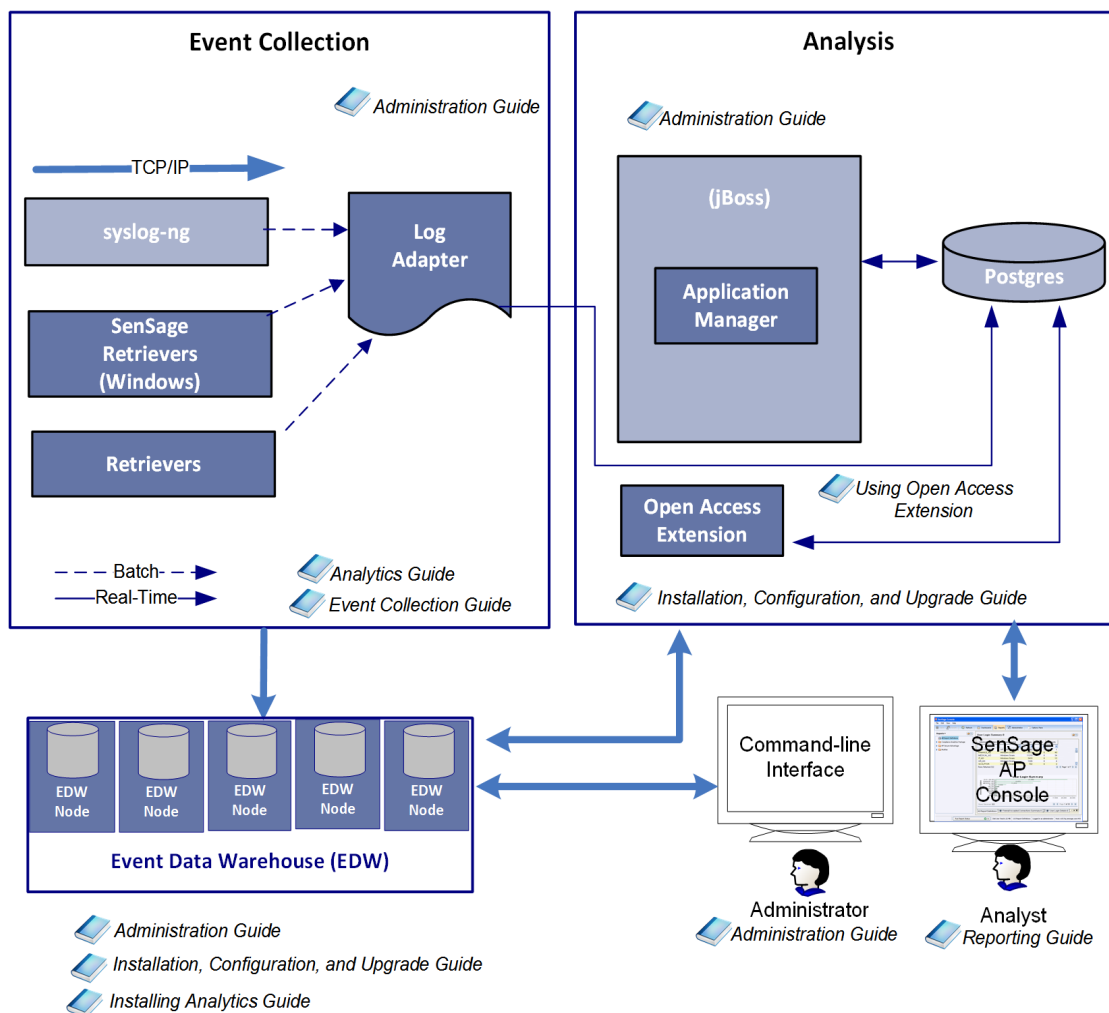 Event Collection
Administration Guide
TCP/IP
syslog-ng
Log
Adapter
SenSage
Retrievers
(Windows)
Retrievers
Batch
Real-Time
Analytics Guide
Event Collection Guide
Analysis
Administration Guide
(jBoss)
Application
Manager
Postgres
Using Open Access
Extension
Open Access
Extension
Installation, Configuration, and Upgrade Guide
EDW
Node
EDW
Node
EDW
Node
EDW
Node
EDW
Node
Event Data Warehouse (EDW)
Administration Guide
Installation, Configuration, and Upgrade Guide
Installing Analytics Guide
Command-line
Interface
Administrator
Administration Guide
SenSage
AP
Console
Analyst
Reporting Guide